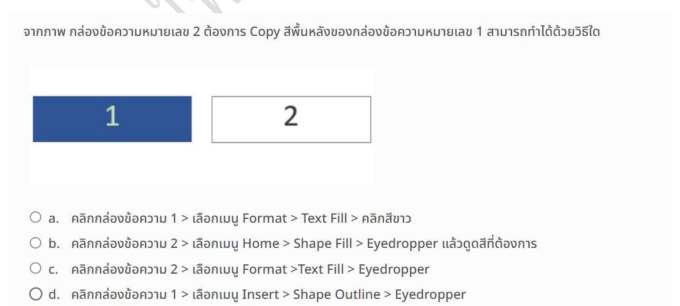 จากภาพ กล่องข้อความหมายเลข 2 ต้องการ Copy สีพื้นหลังของกล่องข้อความหมายเลข 1 สามารถทำได้ด้วยวิธีใด
1 2
a. คลิกกล่องข้อความ 1 > เลือกเมนู Format > Text Fill > คลิกสีขาว
b. คลิกกล่องข้อความ 2 > เลือกเมนู Home > Shape Fill > Eyedropper แล้วดูดสีที่ต้องการ
c. คลิกกล่องข้อความ 2 > เลือกเมนู Format >Text Fill > Eyedropper
d. คลิกกล่องข้อความ 1 > เลือกเมนู Insert > Shape Outline > Eyedropper